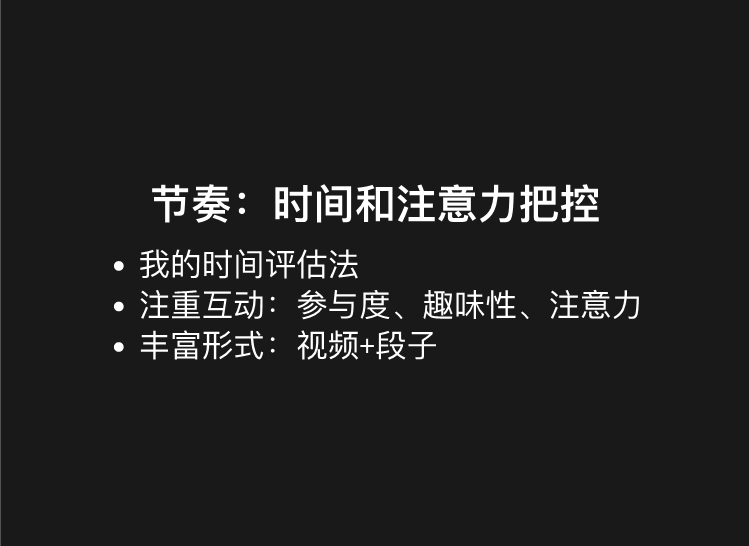 节奏：时间和注意力把控
• 我的时间评估法
• 注重互动：参与度、趣味性、注意力
• 丰富形式：视频+段子